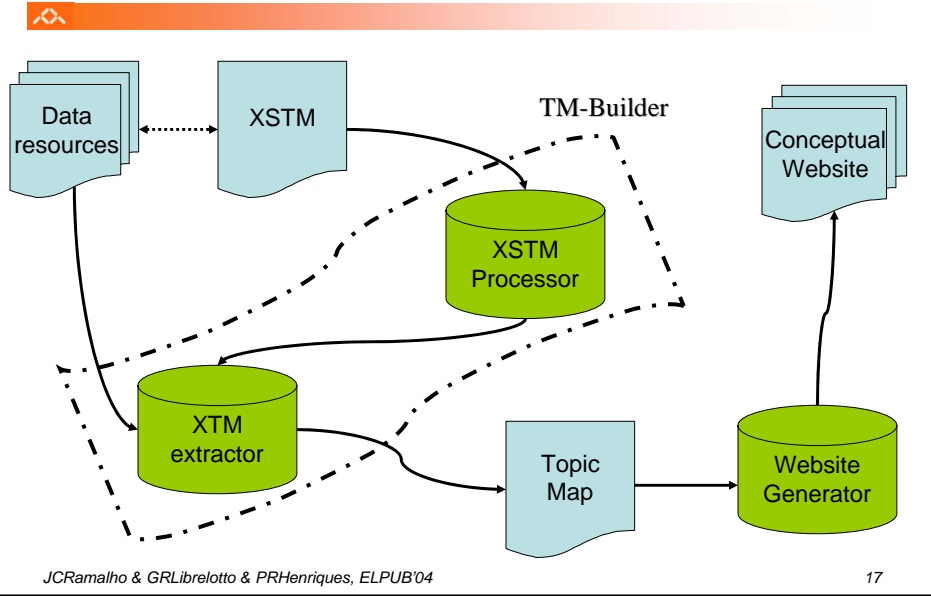 Data
resources
XSTM
TM-Builder
Conceptual
Website
XSTM
Processor
XTM
extractor
Topic
Map
Website
Generator
JCRamalho & GRLibrelotto & PRHenriques, ELPUB'04
17